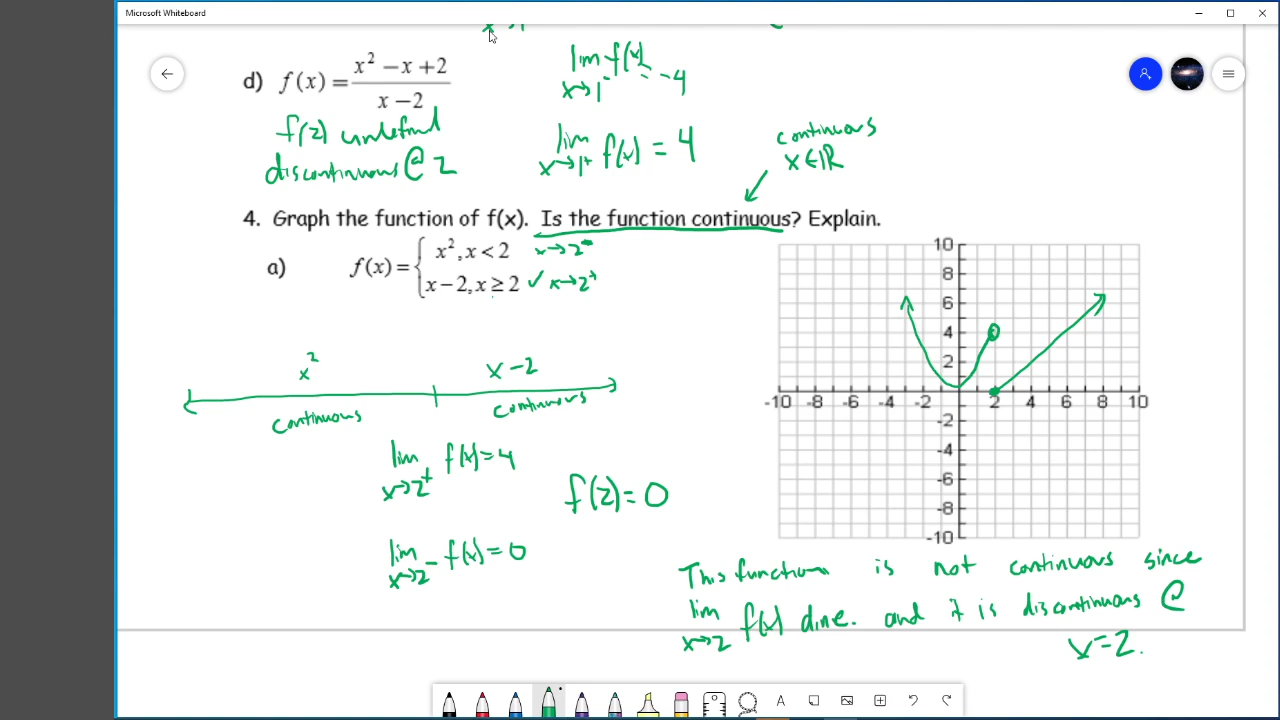 Microsoft Whiteboard
lim f(x) = -4
x→1⁻
d) f(x) = (x² - x + 2)/(x - 2)
f(2) undefined
discontinuous @ 2
lim f(x) = 4
x→1⁺
continuous
x∈ℝ
4. Graph the function of f(x). Is the function continuous? Explain.
a) f(x) = { x², x < 2 x→2⁻
x - 2, x ≥ 2 ✓ x→2⁺
x²
x-2
continuous
continuous
lim f(x) = 4
x→2⁺
f(2) = 0
lim f(x) = 0
x→2⁻
10
8
6
4
2
-10 -8 -6 -4 -2 2 4 6 8 10
-2
-4
-6
-8
-10
This function is not continuous since
lim f(x) dne. and it is discontinuous @
x→2
x=2.
A